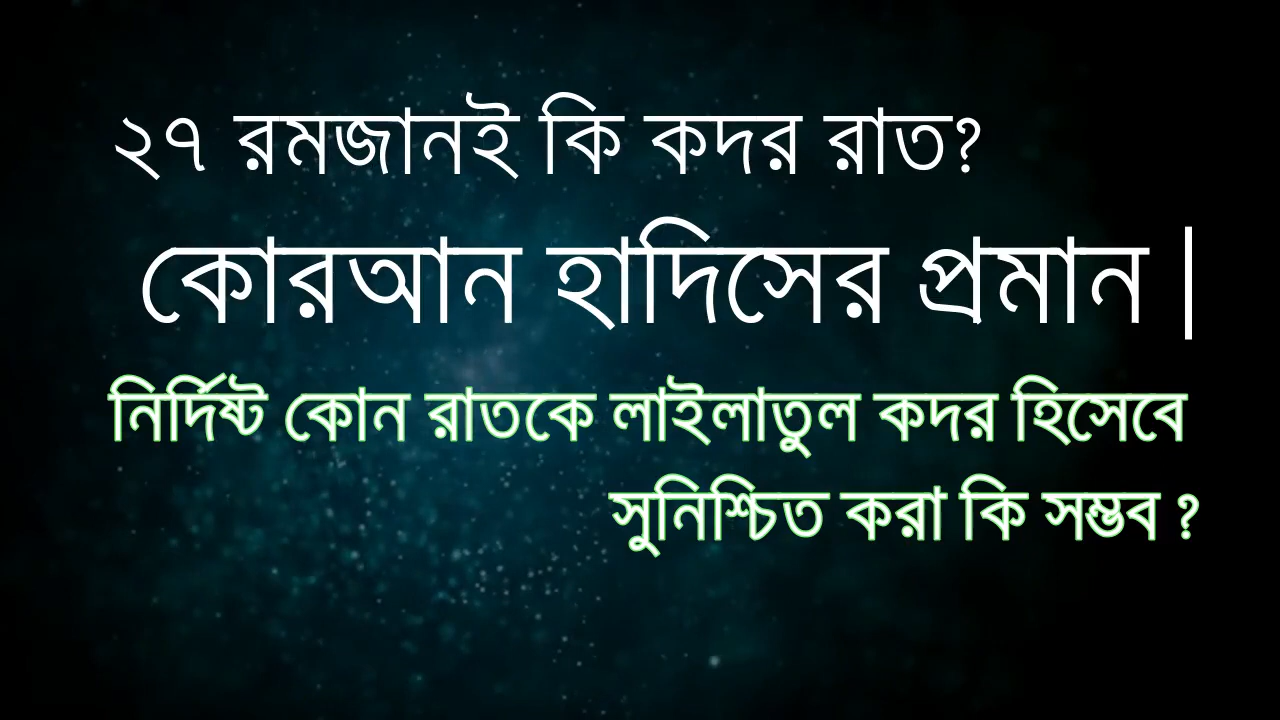 ২৭ রমজানই কি কদর রাত?
কোরআন হাদিসের প্রমান |
নির্দিষ্ট কোন রাতকে লাইলাতুল কদর হিসেবে
সুনিশ্চিত করা কি সম্ভব ?